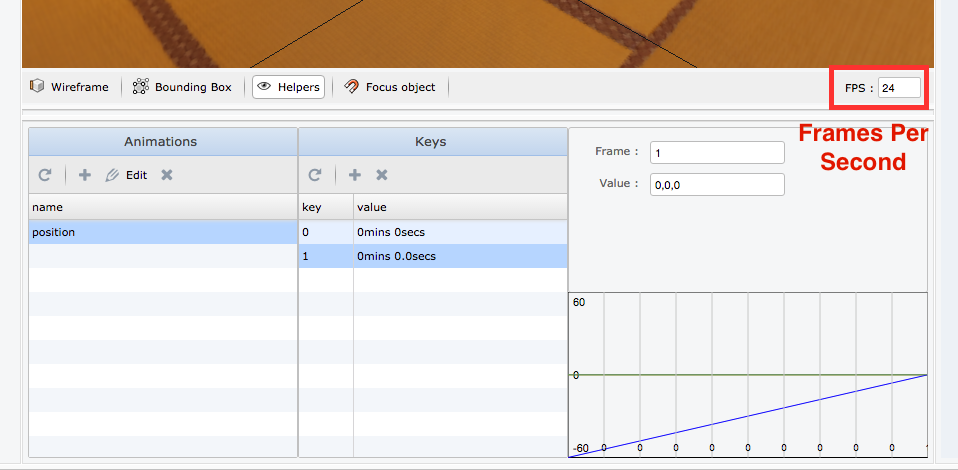 Wireframe Bounding Box Helpers Focus object FPS : 24
Frames Per
Second
Animations Keys
Frame : 1
Edit
Value : 0,0,0
name key value
position 0 0mins 0secs
1 0mins 0.0secs
60
0
-60 0 0 0 0 0 0 0 0 0 1